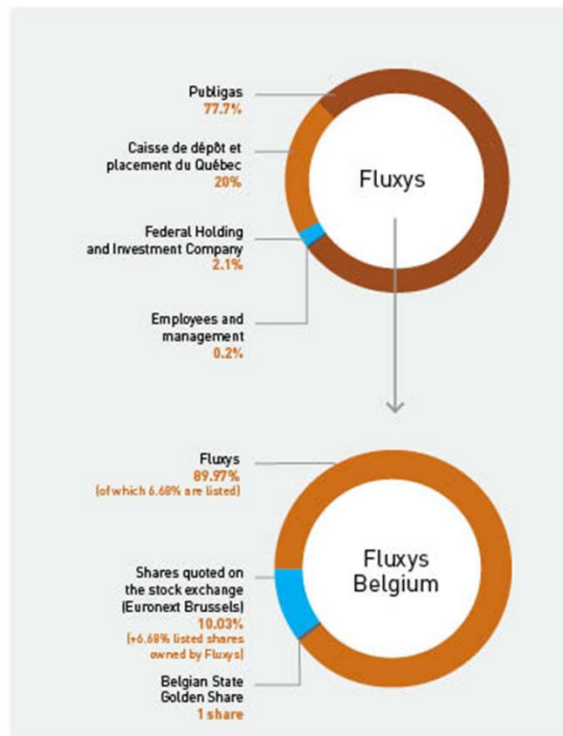 Publigas
77.7%
Caisse de dépôt et
placement du Québec
20%
Federal Holding
and Investment Company
2.1%
Employees and
management
0.2%
Fluxys
Fluxys
89.97%
(of which 6.68% are listed)
Shares quoted on
the stock exchange
(Euronext Brussels)
10.03%
(+6.68% listed shares
owned by Fluxys)
Belgian State
Golden Share
1 share
Fluxys
Belgium